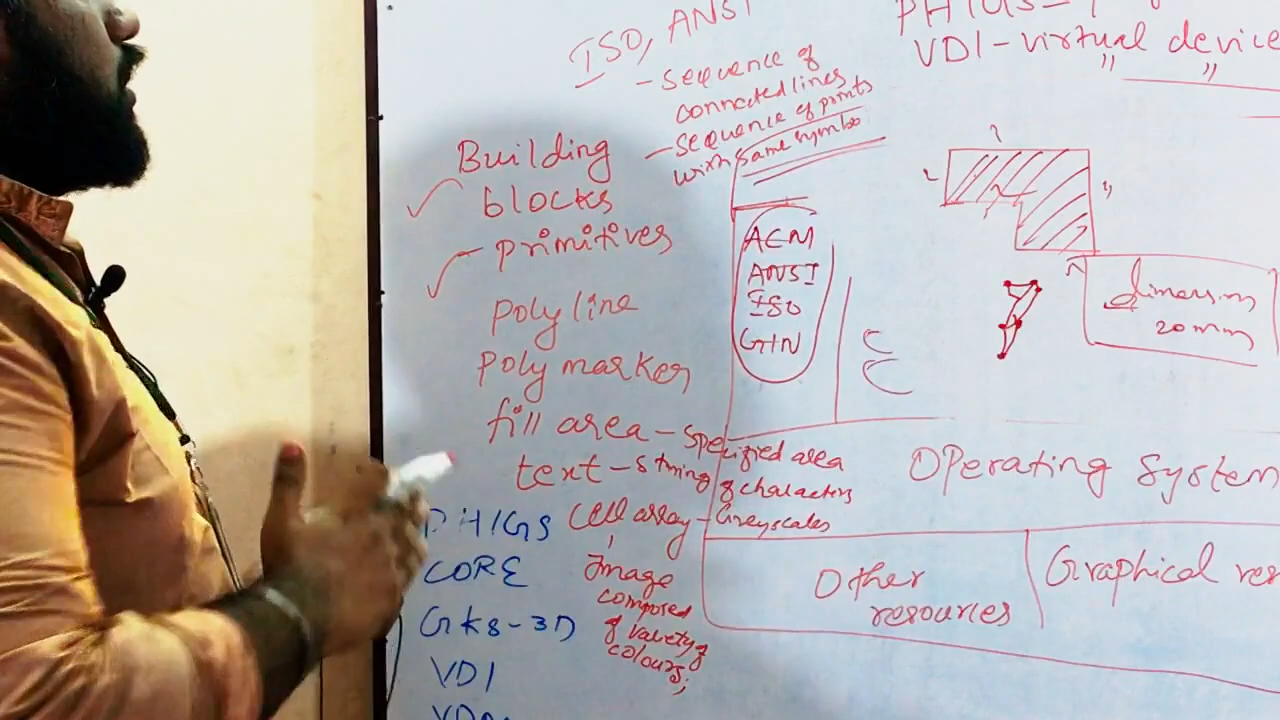 ISO, ANSI
- sequence of
connected lines
- sequence of points
with same symbo
Building
blocks
- primitives
poly line
poly marker
fill area - specified area
text - string
of characters
PHIGS
CORE
GKS-3D
VDI
cell array - Greyscales
Image
composed
of variety of
colours;
PHIGS -
VDI - virtual device
" "
ACM
ANSI
ISO
GIN
dimension
20mm
Operating System
Other
resources
Graphical res